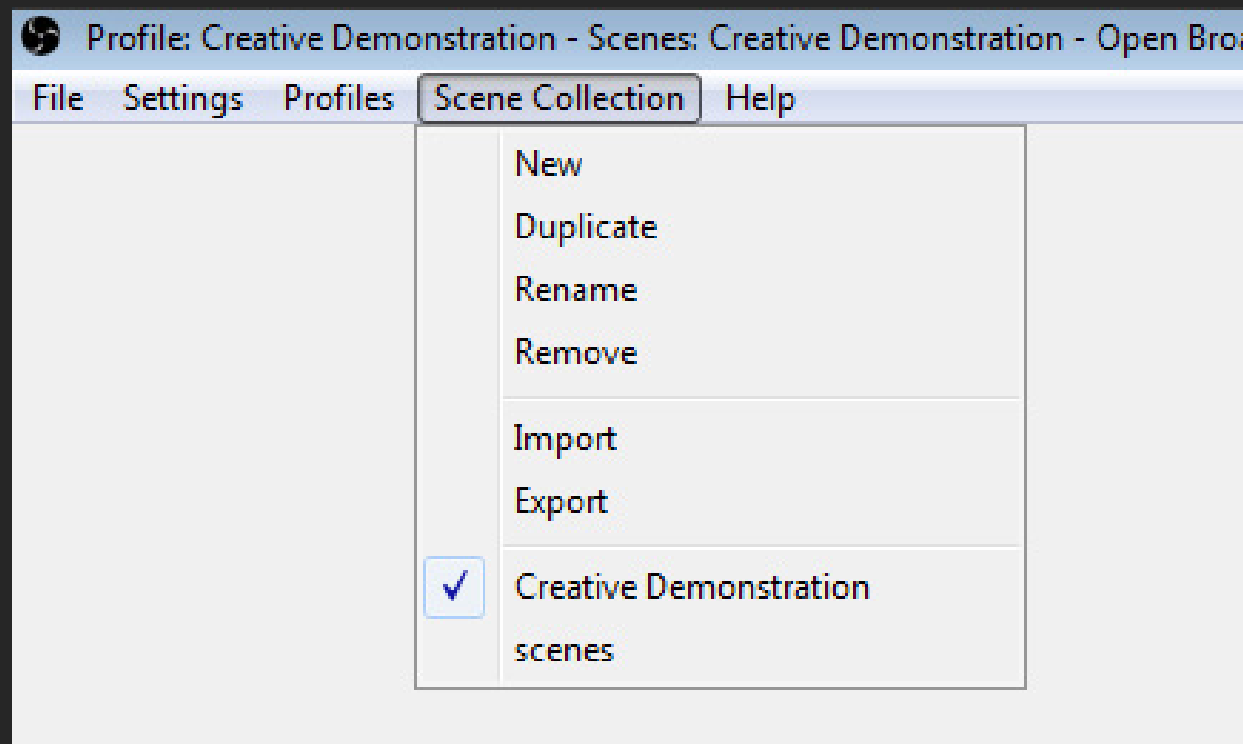 Profile: Creative Demonstration - Scenes: Creative Demonstration - Open Broa
File Settings Profiles Scene Collection Help
New
Duplicate
Rename
Remove
Import
Export
Creative Demonstration
scenes